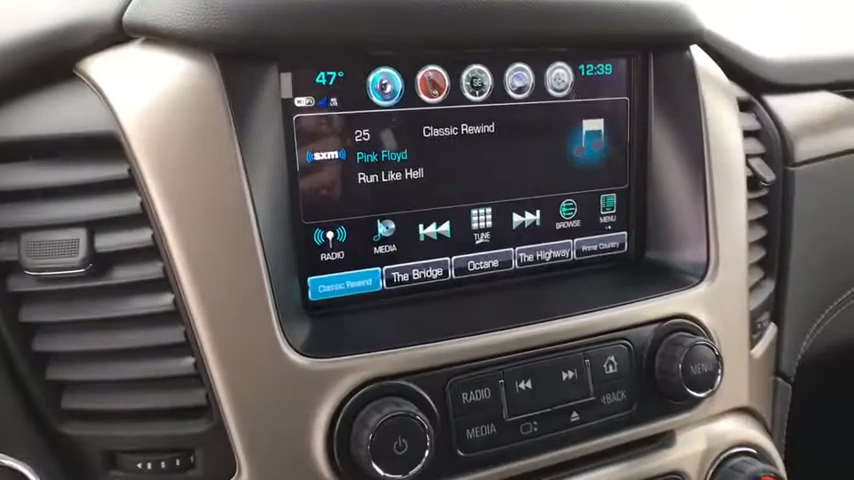 47°
12:39
WiFi
25
Classic Rewind
sxm
Pink Floyd
Run Like Hell
RADIO
MEDIA
TUNE
BROWSE
MENU
Classic Rewind
The Bridge
Octane
The Highway
Prime Country
RADIO
MEDIA
BACK
MENU